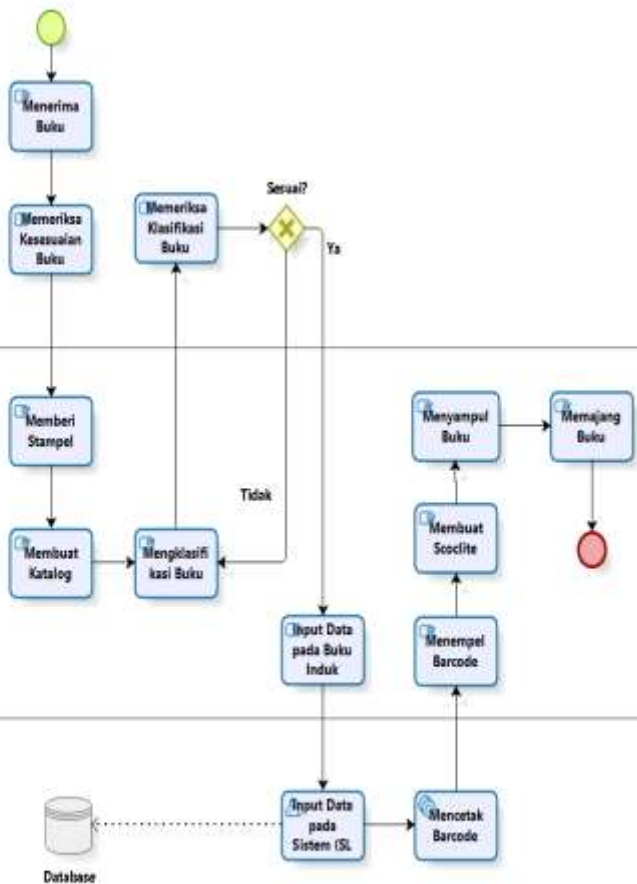 Menerima
Buku
Memeriksa
Kesesuaian
Buku
Memeriksa
Klasifikasi
Buku
Sesuai?
Ya
Memberi
Stampel
Membuat
Katalog
Mengklasifi
kasi Buku
Tidak
Menyampul
Buku
Memajang
Buku
Membuat
Scoclite
Menempel
Barcode
Input Data
pada Buku
Induk
Input Data
pada
Sistem (SL
Mencetak
Barcode
Database